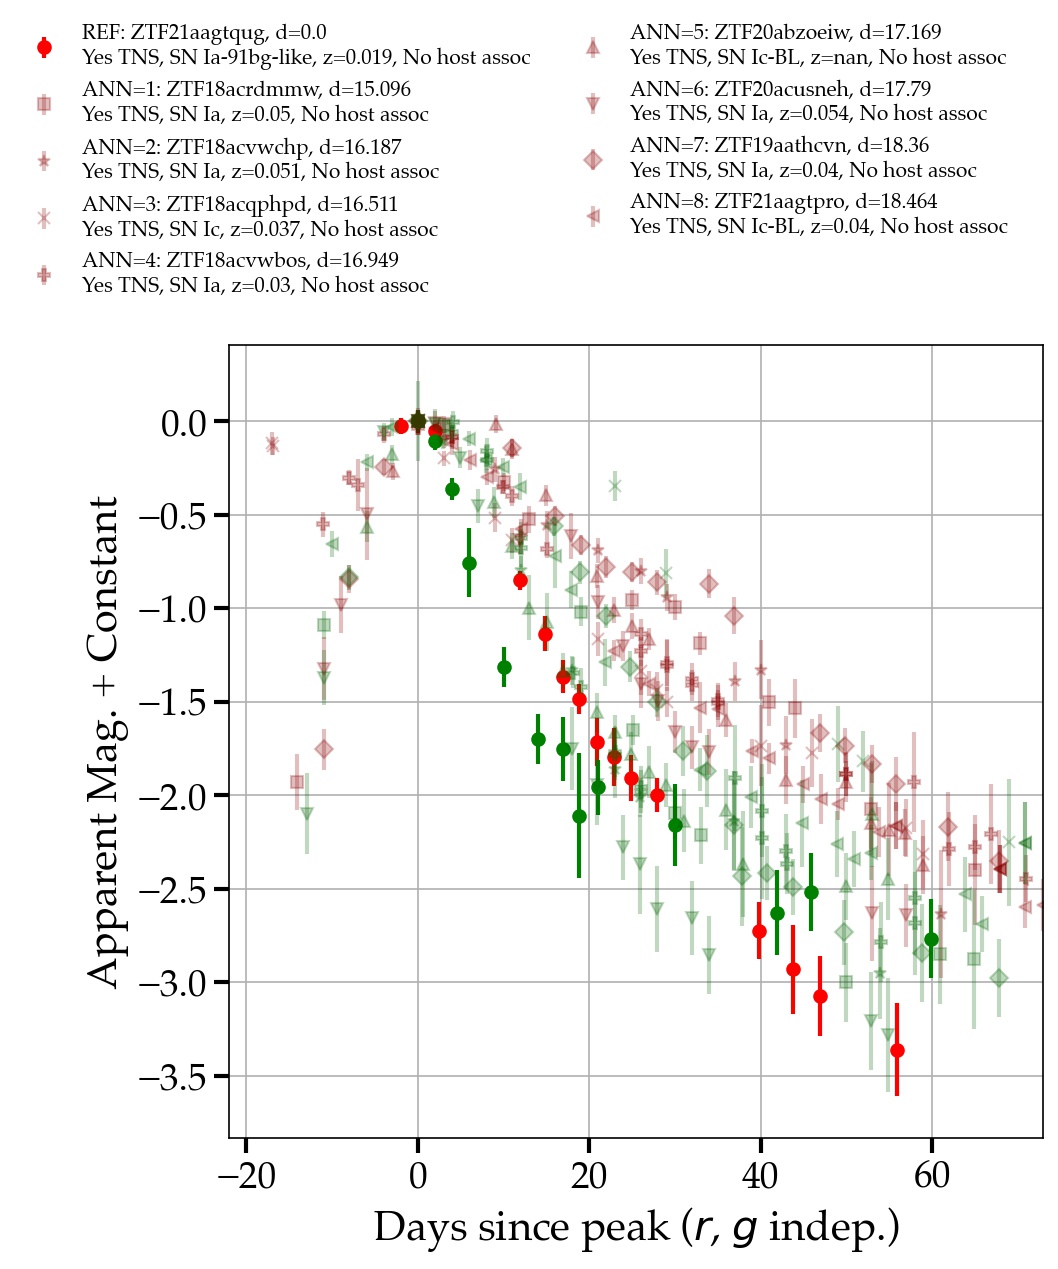 REF: ZTF21aagtqug, d=0.0
Yes TNS, SN Ia-91bg-like, z=0.019, No host assoc
ANN=1: ZTF18acrdmmw, d=15.096
Yes TNS, SN Ia, z=0.05, No host assoc
ANN=2: ZTF18acvwchp, d=16.187
Yes TNS, SN Ia, z=0.051, No host assoc
ANN=3: ZTF18acqphpd, d=16.511
Yes TNS, SN Ic, z=0.037, No host assoc
ANN=4: ZTF18acvwbos, d=16.949
Yes TNS, SN Ia, z=0.03, No host assoc
ANN=5: ZTF20abzoeiw, d=17.169
Yes TNS, SN Ic-BL, z=nan, No host assoc
ANN=6: ZTF20acusneh, d=17.79
Yes TNS, SN Ia, z=0.054, No host assoc
ANN=7: ZTF19aathcvn, d=18.36
Yes TNS, SN Ia, z=0.04, No host assoc
ANN=8: ZTF21aagtpro, d=18.464
Yes TNS, SN Ic-BL, z=0.04, No host assoc
Apparent Mag. + Constant
0.0
−0.5
−1.0
−1.5
−2.0
−2.5
−3.0
−3.5
−20
0
20
40
60
Days since peak (r, g indep.)